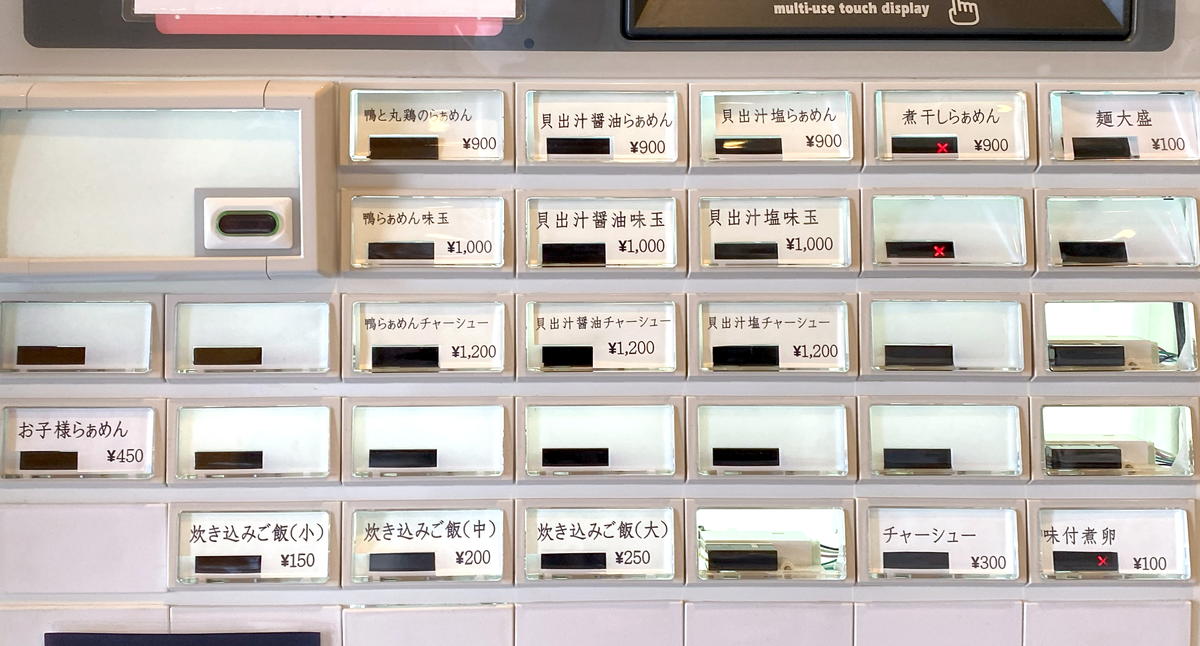 multi-use touch display
鴨と丸鶏のらぁめん
¥900
貝出汁醤油らぁめん
¥900
貝出汁塩らぁめん
¥900
煮干しらぁめん
× ¥900
麺大盛
¥100
鴨らぁめん味玉
¥1,000
貝出汁醤油味玉
¥1,000
貝出汁塩味玉
¥1,000
×
鴨らぁめんチャーシュー
¥1,200
貝出汁醤油チャーシュー
¥1,200
貝出汁塩チャーシュー
¥1,200
お子様らぁめん
¥450
炊き込みご飯(小)
¥150
炊き込みご飯(中)
¥200
炊き込みご飯(大)
¥250
チャーシュー
¥300
味付煮卵
× ¥100